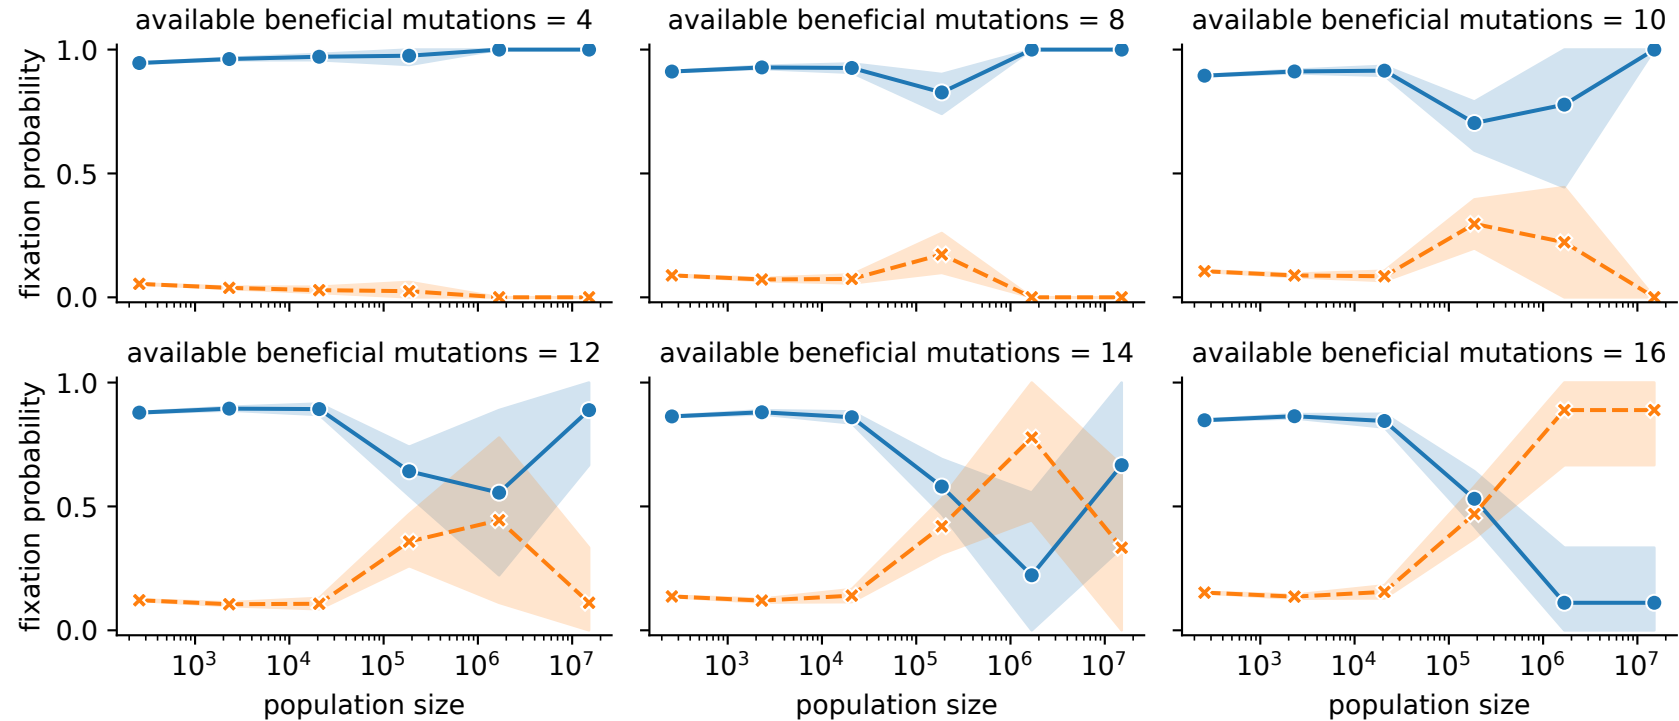 available beneficial mutations = 4
available beneficial mutations = 8
available beneficial mutations = 10
fixation probability
1.0
0.5
0.0
available beneficial mutations = 12
available beneficial mutations = 14
available beneficial mutations = 16
fixation probability
1.0
0.5
0.0
10³ 10⁴ 10⁵ 10⁶ 10⁷
10³ 10⁴ 10⁵ 10⁶ 10⁷
10³ 10⁴ 10⁵ 10⁶ 10⁷
population size
population size
population size